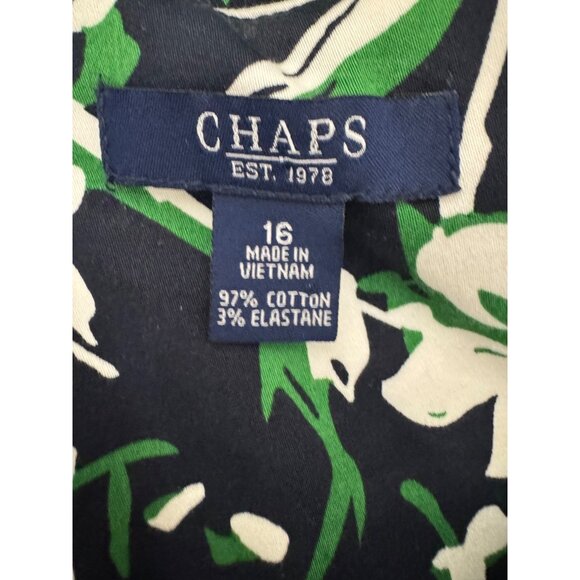 CHAPS
EST. 1978
16
MADE IN
VIETNAM
97% COTTON
3% ELASTANE